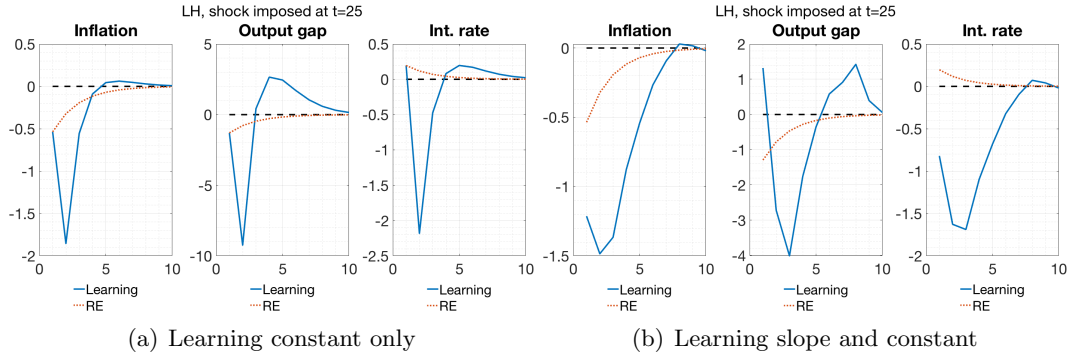 LH, shock imposed at t=25
Inflation
0.5
0
-0.5
-1
-1.5
-2
0 5 10
Learning
RE
Output gap
5
0
-5
-10
0 5 10
Learning
RE
Int. rate
0.5
0
-0.5
-1
-1.5
-2
-2.5
0 5 10
Learning
RE
(a) Learning constant only
LH, shock imposed at t=25
Inflation
0
-0.5
-1
-1.5
0 5 10
Learning
RE
Output gap
2
1
0
-1
-2
-3
-4
0 5 10
Learning
RE
Int. rate
0.5
0
-0.5
-1
-1.5
-2
0 5 10
Learning
RE
(b) Learning slope and constant